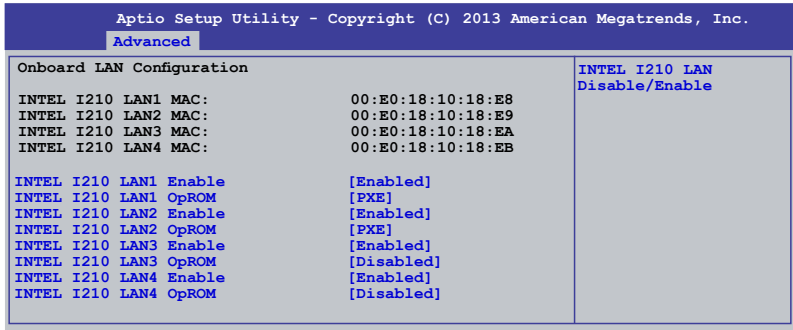 Aptio Setup Utility - Copyright (C) 2013 American Megatrends, Inc.
Advanced
Onboard LAN Configuration
INTEL I210 LAN1 MAC: 00:E0:18:10:18:E8
INTEL I210 LAN2 MAC: 00:E0:18:10:18:E9
INTEL I210 LAN3 MAC: 00:E0:18:10:18:EA
INTEL I210 LAN4 MAC: 00:E0:18:10:18:EB
INTEL I210 LAN1 Enable [Enabled]
INTEL I210 LAN1 OpROM [PXE]
INTEL I210 LAN2 Enable [Enabled]
INTEL I210 LAN2 OpROM [PXE]
INTEL I210 LAN3 Enable [Enabled]
INTEL I210 LAN3 OpROM [Disabled]
INTEL I210 LAN4 Enable [Enabled]
INTEL I210 LAN4 OpROM [Disabled]
INTEL I210 LAN
Disable/Enable